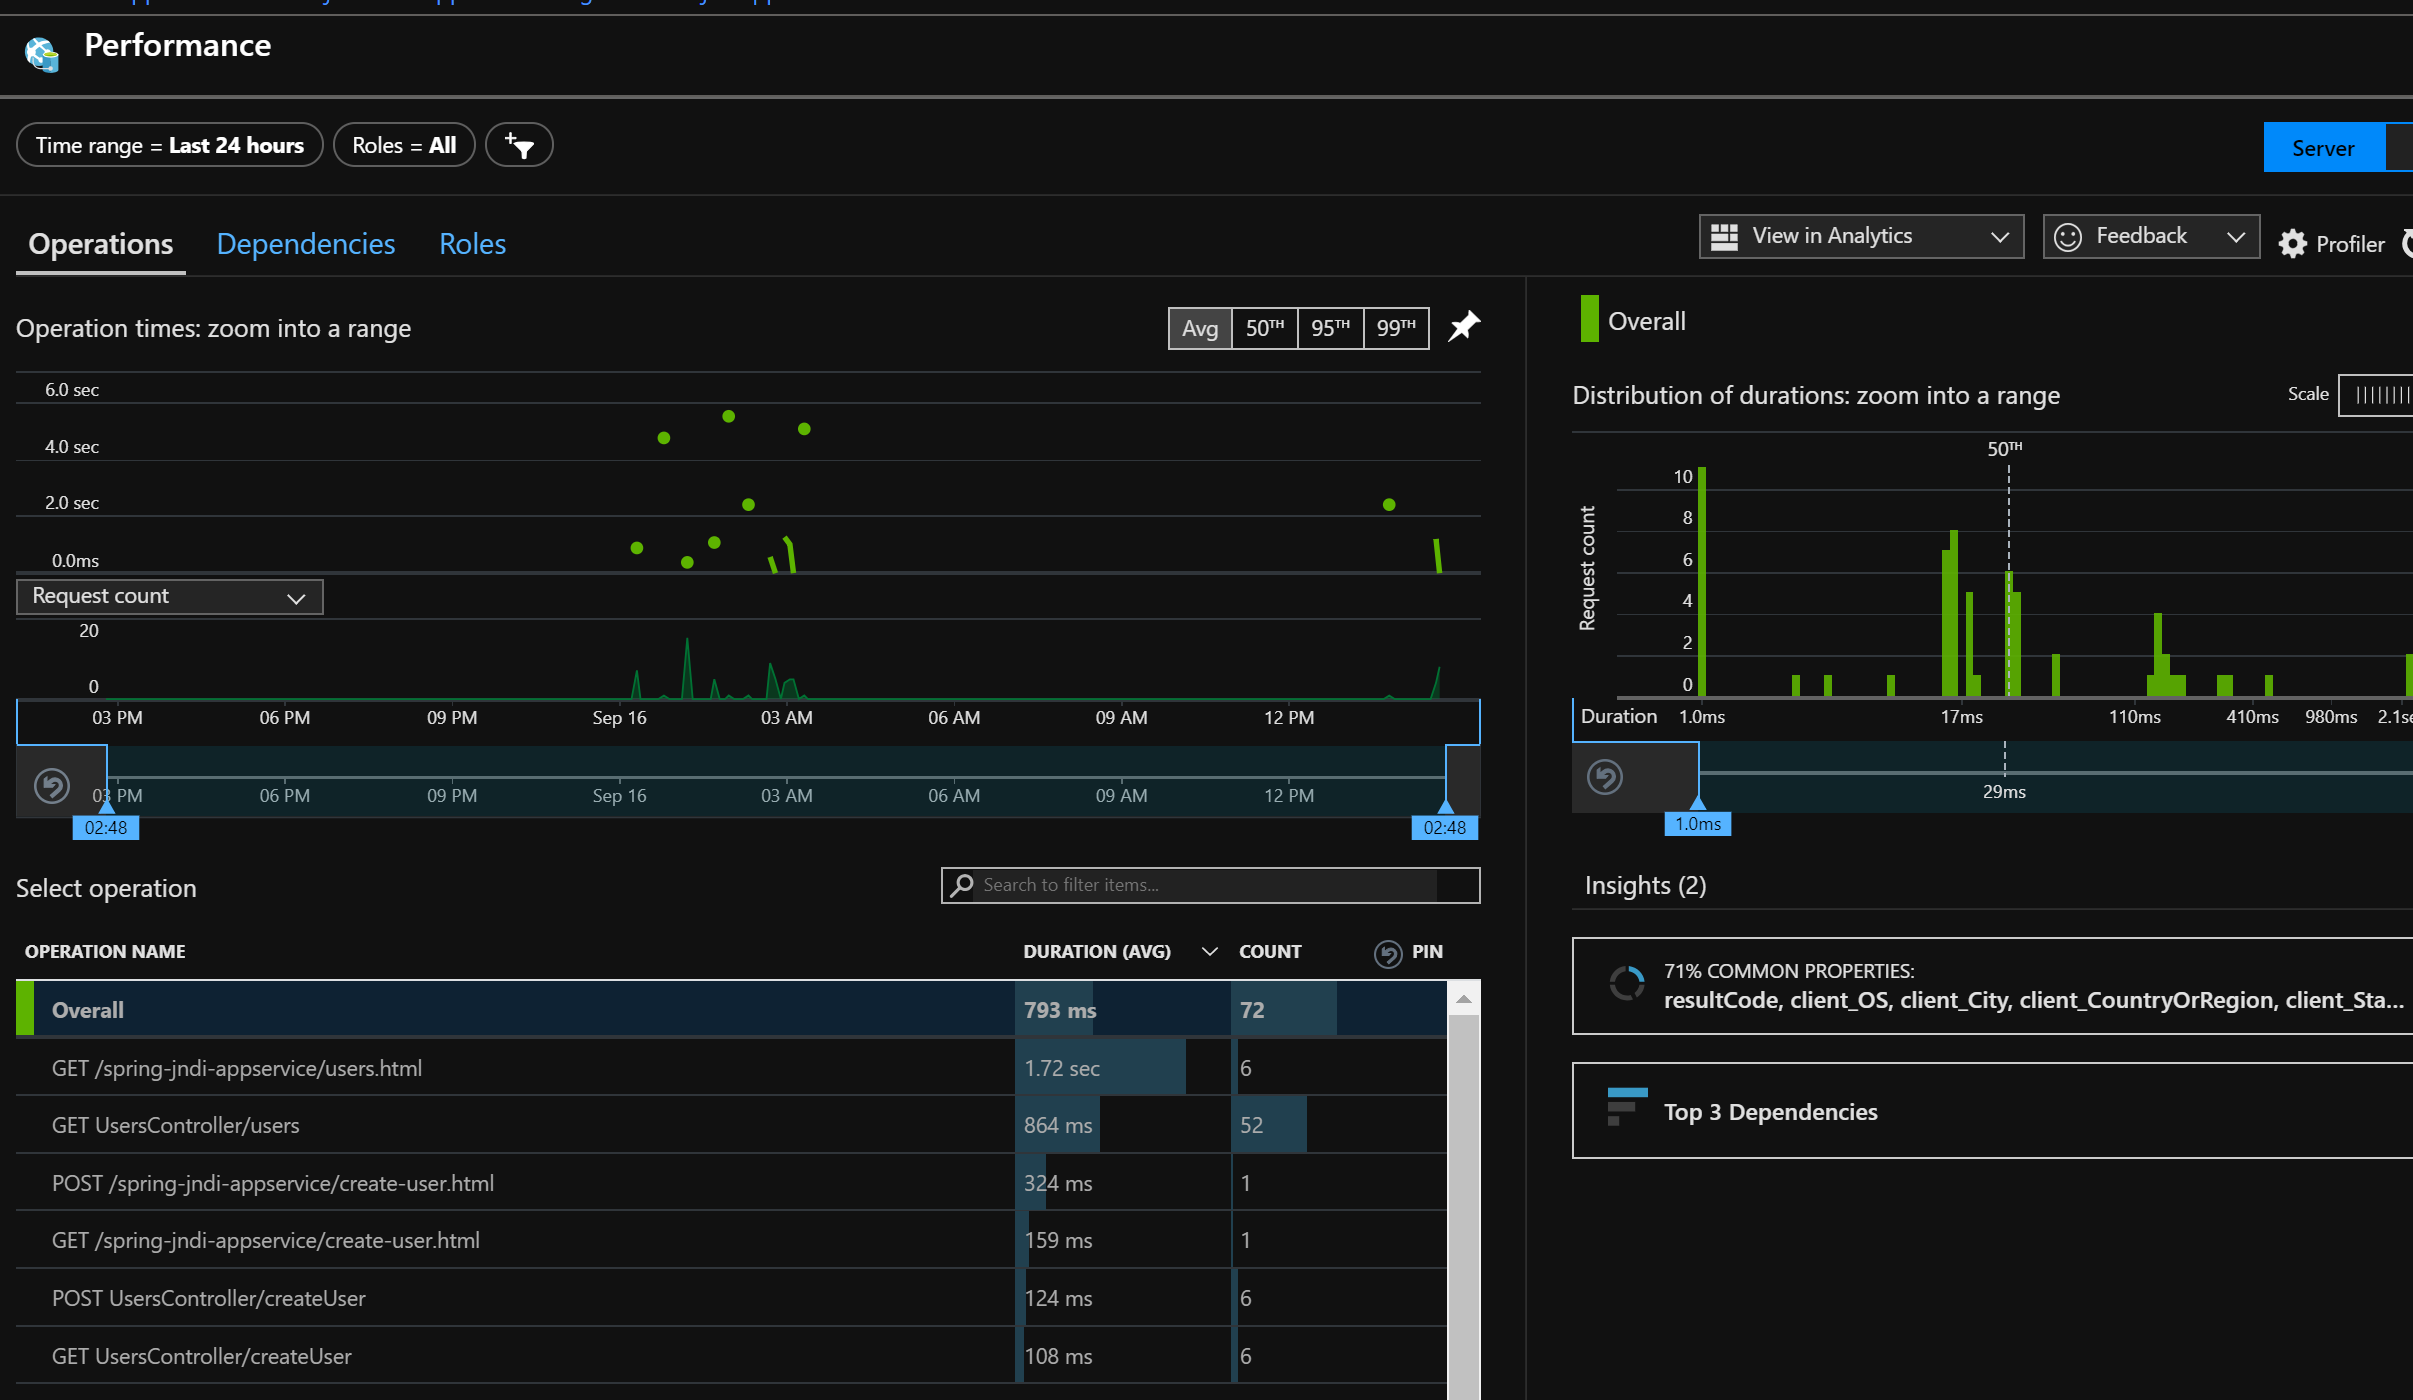 Performance
Time range = Last 24 hours
Roles = All
Server
Operations
Dependencies
Roles
View in Analytics
Feedback
Profiler
Operation times: zoom into a range
Avg
50TH
95TH
99TH
6.0 sec
4.0 sec
2.0 sec
0.0ms
Request count
20
0
03 PM
06 PM
09 PM
Sep 16
03 AM
06 AM
09 AM
12 PM
03 PM
06 PM
09 PM
Sep 16
03 AM
06 AM
09 AM
12 PM
02:48
02:48
Select operation
Search to filter items...
OPERATION NAME DURATION (AVG) COUNT PIN
Overall 793 ms 72
GET /spring-jndi-appservice/users.html 1.72 sec 6
GET UsersController/users 864 ms 52
POST /spring-jndi-appservice/create-user.html 324 ms 1
GET /spring-jndi-appservice/create-user.html 159 ms 1
POST UsersController/createUser 124 ms 6
GET UsersController/createUser 108 ms 6
Overall
Distribution of durations: zoom into a range
Scale
50TH
Request count
10
8
6
4
2
0
Duration
1.0ms
17ms
110ms
410ms
980ms
2.1se
29ms
1.0ms
Insights (2)
71% COMMON PROPERTIES:
resultCode, client_OS, client_City, client_CountryOrRegion, client_Sta...
Top 3 Dependencies